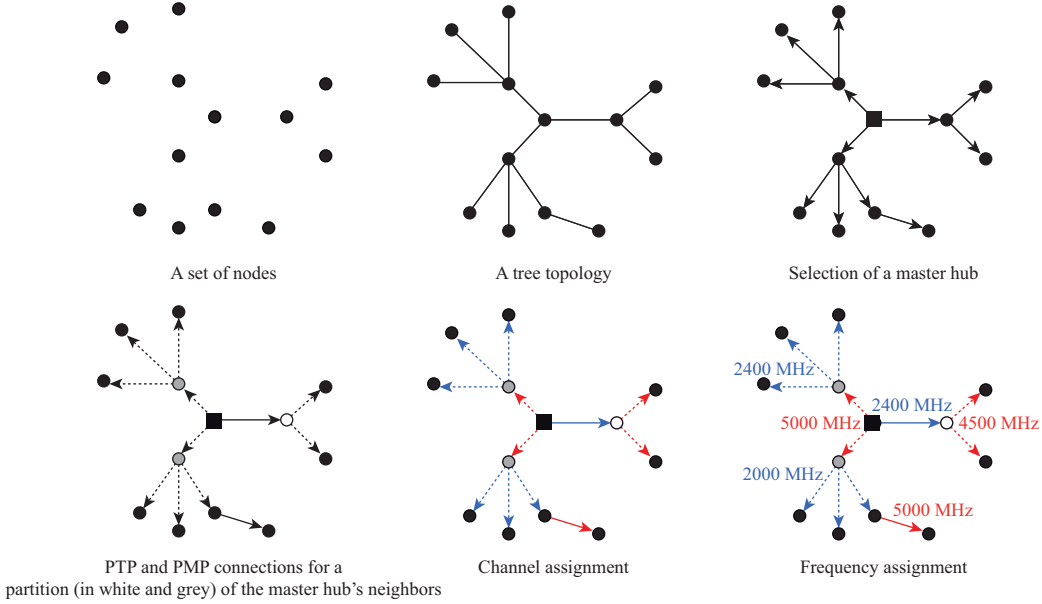 A set of nodes
A tree topology
Selection of a master hub
PTP and PMP connections for a
partition (in white and grey) of the master hub's neighbors
Channel assignment
2400 MHz
2400 MHz
5000 MHz
4500 MHz
2000 MHz
5000 MHz
Frequency assignment